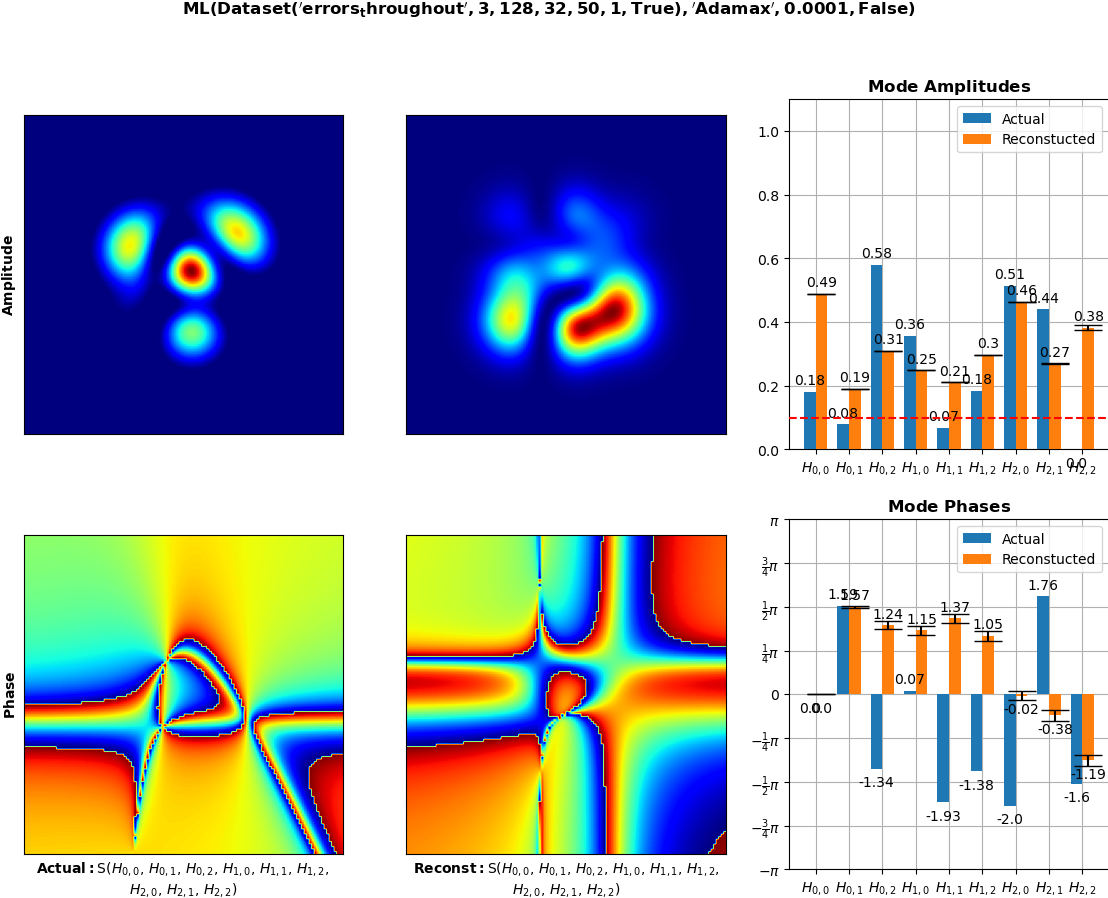 ML(Dataset('errors_throughout', 3, 128, 32, 50, 1, True), 'Adamax', 0.0001, False)
Amplitude
Mode Amplitudes
Actual
Reconstucted
1.0
0.8
0.6
0.4
0.2
0.0
0.18 0.08 0.58 0.36 0.07 0.18 0.51 0.44 0.0
0.49 0.19 0.31 0.25 0.21 0.3 0.46 0.27 0.38
H0,0 H0,1 H0,2 H1,0 H1,1 H1,2 H2,0 H2,1 H2,2
Phase
Mode Phases
Actual
Reconstucted
π
3/4π
1/2π
1/4π
0
−1/4π
−1/2π
−3/4π
−π
0.0 1.59 -1.34 0.07 -1.93 -1.38 -2.0 1.76 -1.6
0.0 1.57 1.24 1.15 1.37 1.05 -0.02 -0.38 -1.19
H0,0 H0,1 H0,2 H1,0 H1,1 H1,2 H2,0 H2,1 H2,2
Actual: S(H0,0, H0,1, H0,2, H1,0, H1,1, H1,2,
H2,0, H2,1, H2,2)
Reconst: S(H0,0, H0,1, H0,2, H1,0, H1,1, H1,2,
H2,0, H2,1, H2,2)